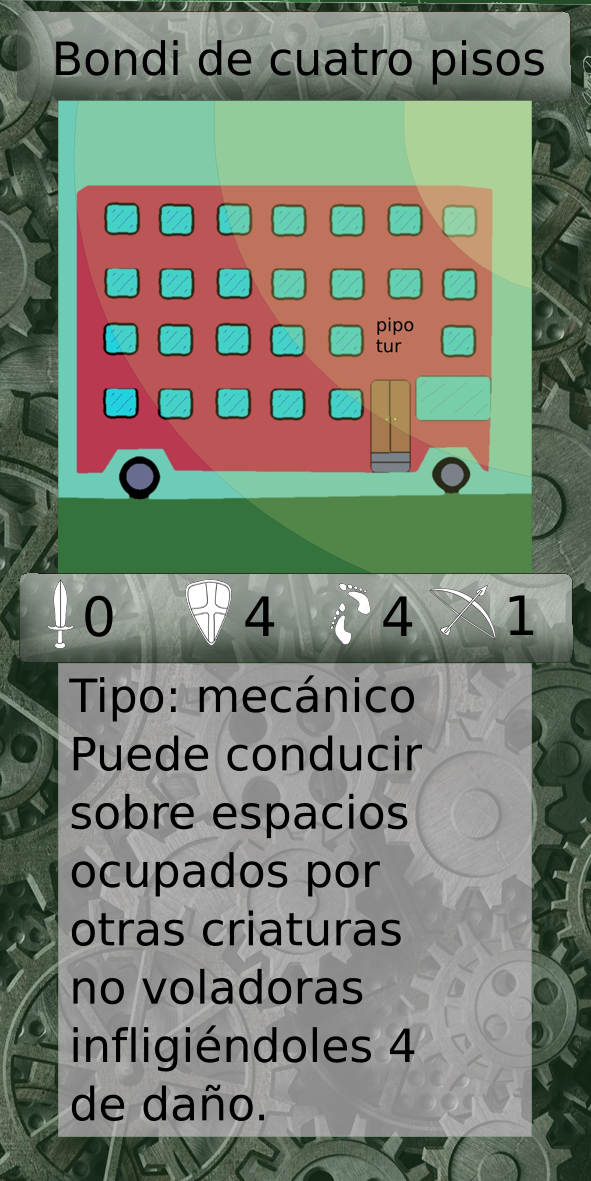 Bondi de cuatro pisos
pipo
tur
0 4 4 1
Tipo: mecánico
Puede conducir
sobre espacios
ocupados por
otras criaturas
no voladoras
infligiéndoles 4
de daño.